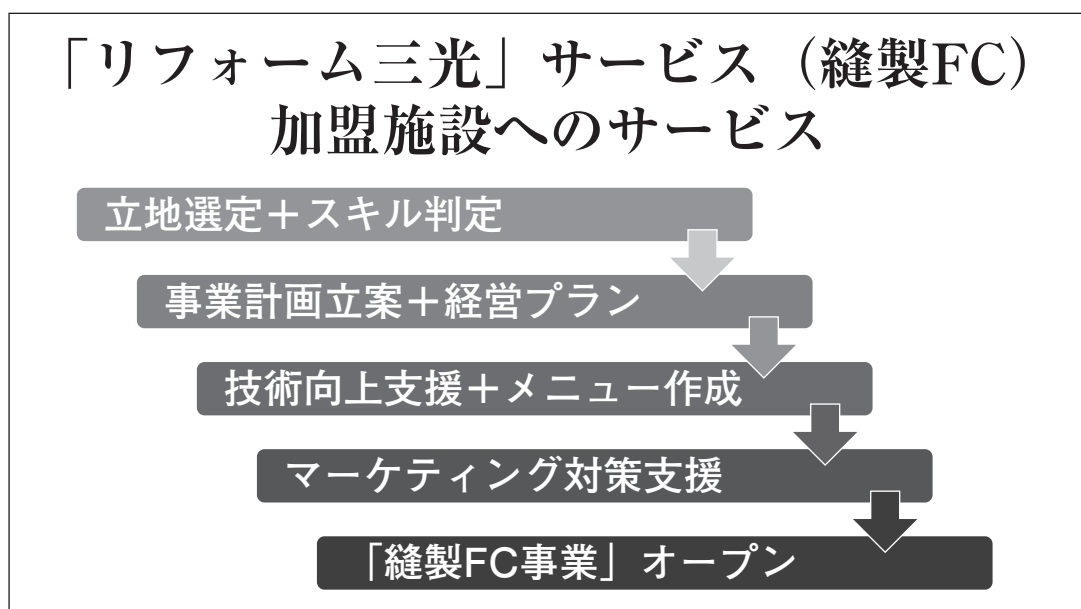 「リフォーム三光」サービス（縫製FC）
加盟施設へのサービス
立地選定＋スキル判定
事業計画立案＋経営プラン
技術向上支援＋メニュー作成
マーケティング対策支援
「縫製FC事業」オープン